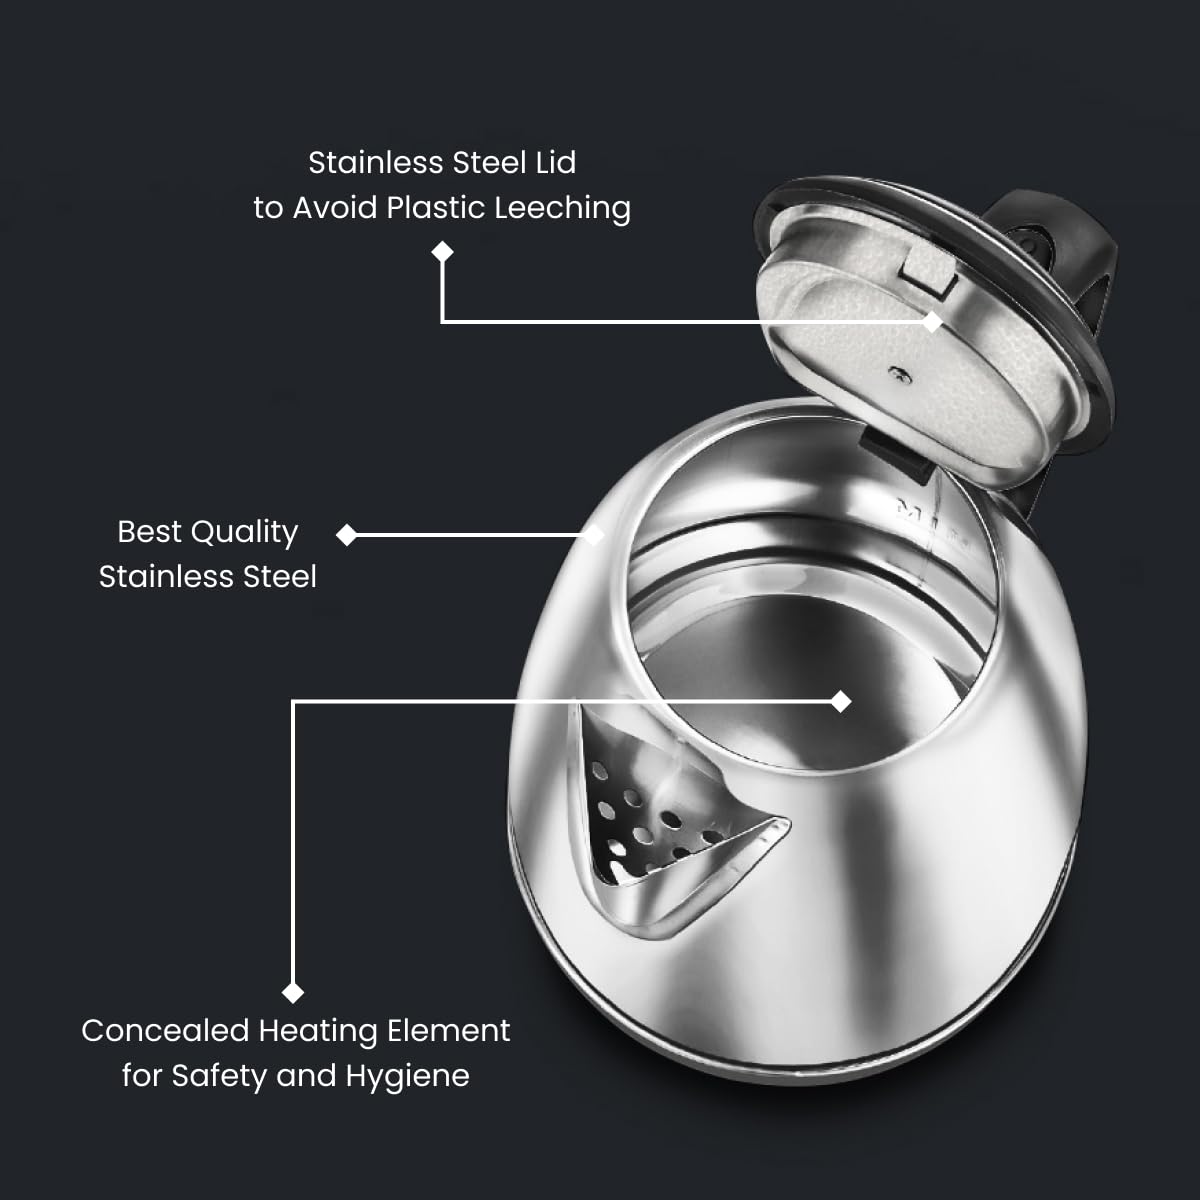 Stainless Steel Lid
to Avoid Plastic Leeching
Best Quality
Stainless Steel
Concealed Heating Element
for Safety and Hygiene